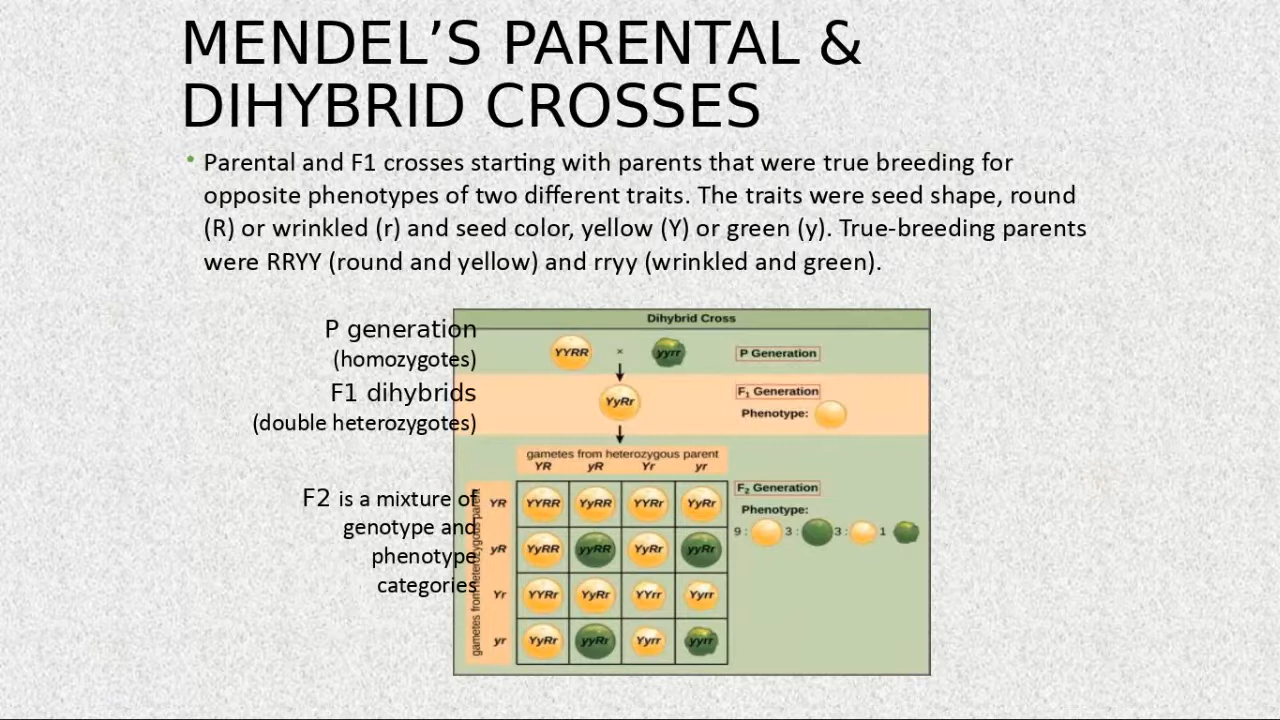 MENDEL’S PARENTAL &
DIHYBRID CROSSES
• Parental and F1 crosses starting with parents that were true breeding for
opposite phenotypes of two different traits. The traits were seed shape, round
(R) or wrinkled (r) and seed color, yellow (Y) or green (y). True-breeding parents
were RRYY (round and yellow) and rryy (wrinkled and green).
P generation
(homozygotes)
F1 dihybrids
(double heterozygotes)
F2 is a mixture of
genotype and
phenotype
categories
Dihybrid Cross
YYRR × yyrr P Generation
F1 Generation
YyRr
Phenotype:
gametes from heterozygous parent
YR yR Yr yr
gametes from heterozygous parent
YR YYRR YyRR YYRr YyRr
yR YyRR yyRR YyRr yyRr
Yr YYRr YyRr YYrr Yyrr
yr YyRr yyRr Yyrr yyrr
F2 Generation
Phenotype:
9 : 3 : 3 : 1